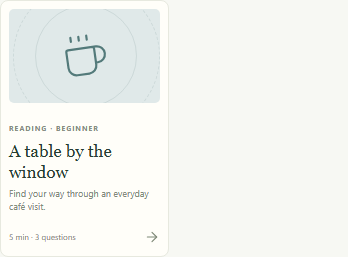 READING · BEGINNER
A table by the
window
Find your way through an everyday
café visit.
5 min · 3 questions